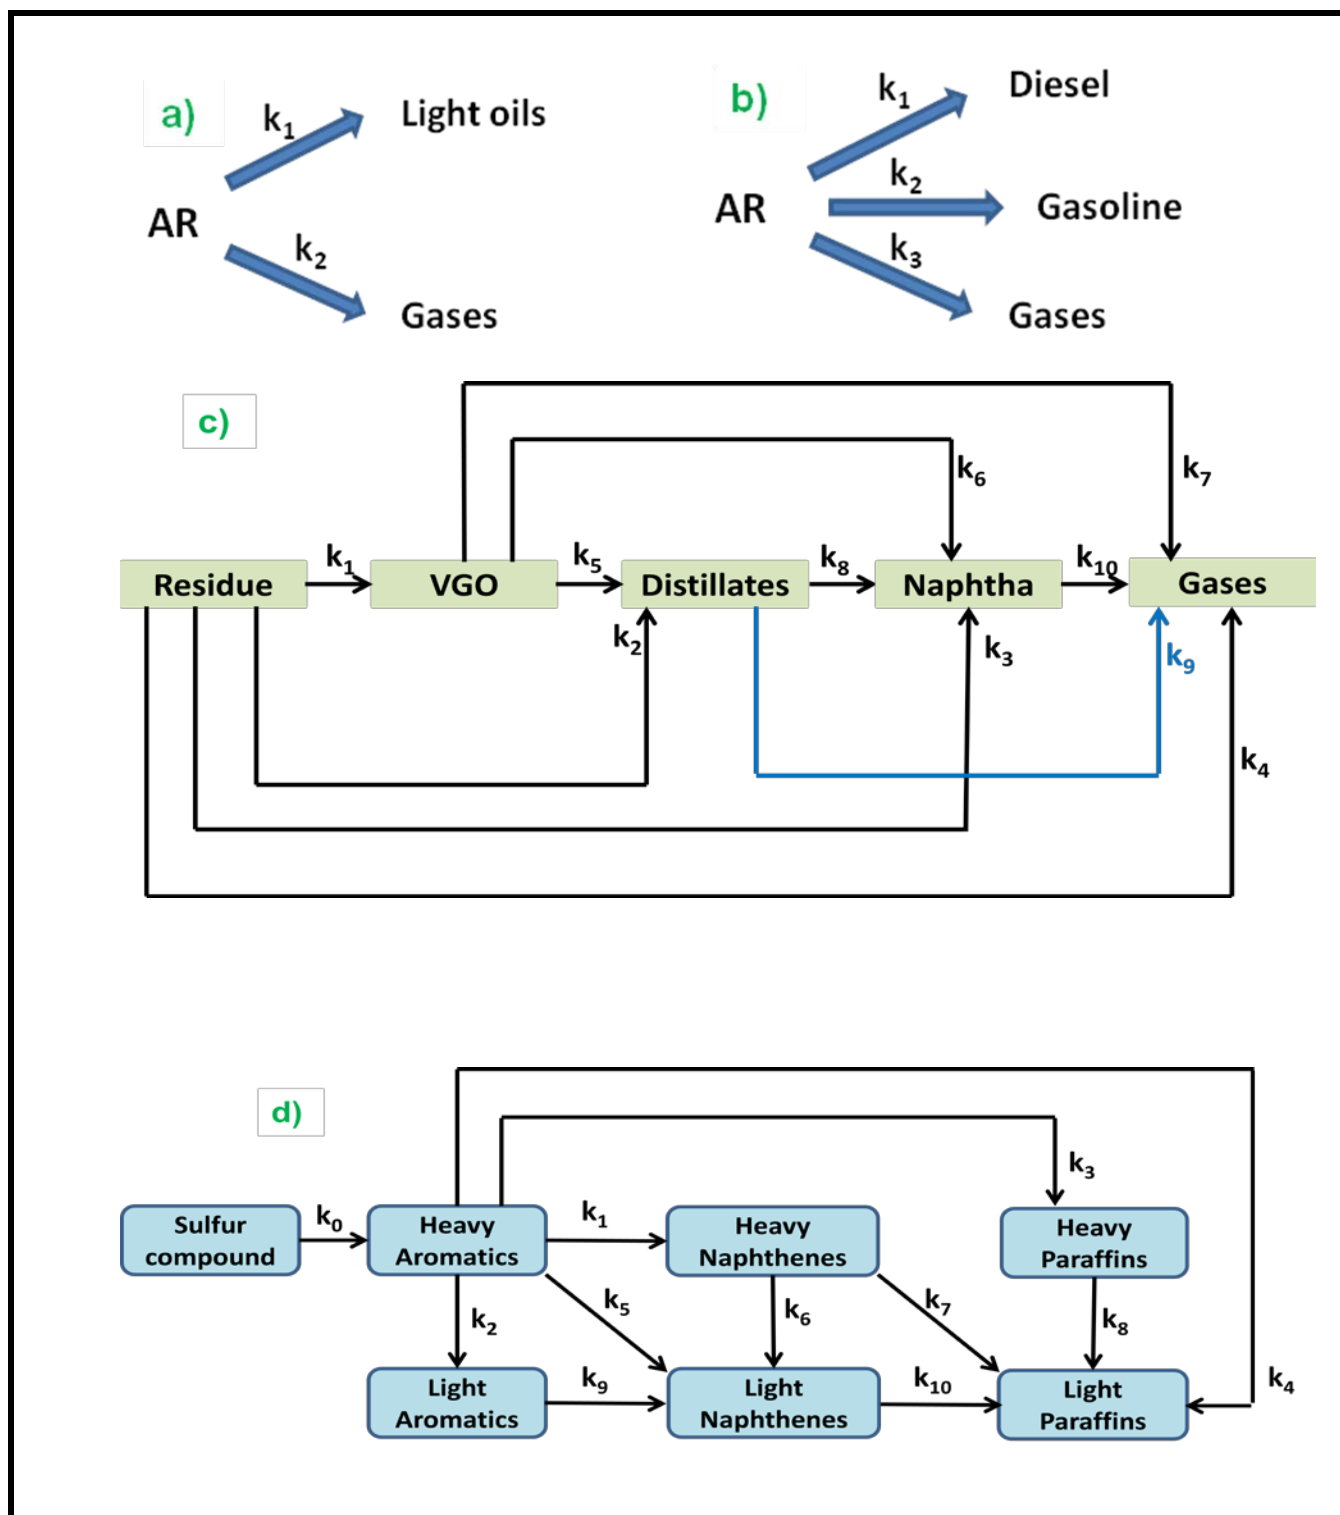 a)
k1
Light oils
AR
k2
Gases
b)
k1
Diesel
AR
k2
Gasoline
k3
Gases
c)
k6
k7
Residue
k1
VGO
k5
Distillates
k8
Naphtha
k10
Gases
k2
k3
k9
k4
d)
k3
Sulfur
compound
k0
Heavy
Aromatics
k1
Heavy
Naphthenes
Heavy
Paraffins
k2
k5
k6
k7
k8
k4
Light
Aromatics
k9
Light
Naphthenes
k10
Light
Paraffins